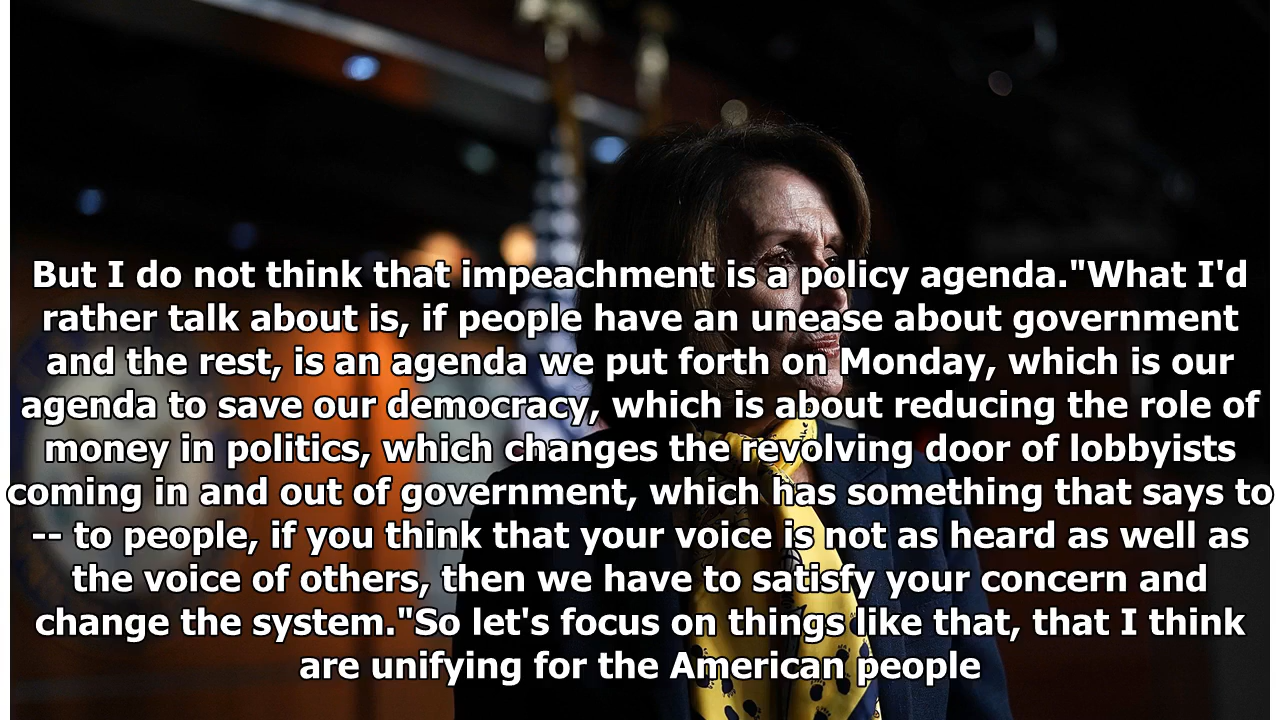 But I do not think that impeachment is a policy agenda."What I'd
rather talk about is, if people have an unease about government
and the rest, is an agenda we put forth on Monday, which is our
agenda to save our democracy, which is about reducing the role of
money in politics, which changes the revolving door of lobbyists
coming in and out of government, which has something that says to
-- to people, if you think that your voice is not as heard as well as
the voice of others, then we have to satisfy your concern and
change the system."So let's focus on things like that, that I think
are unifying for the American people